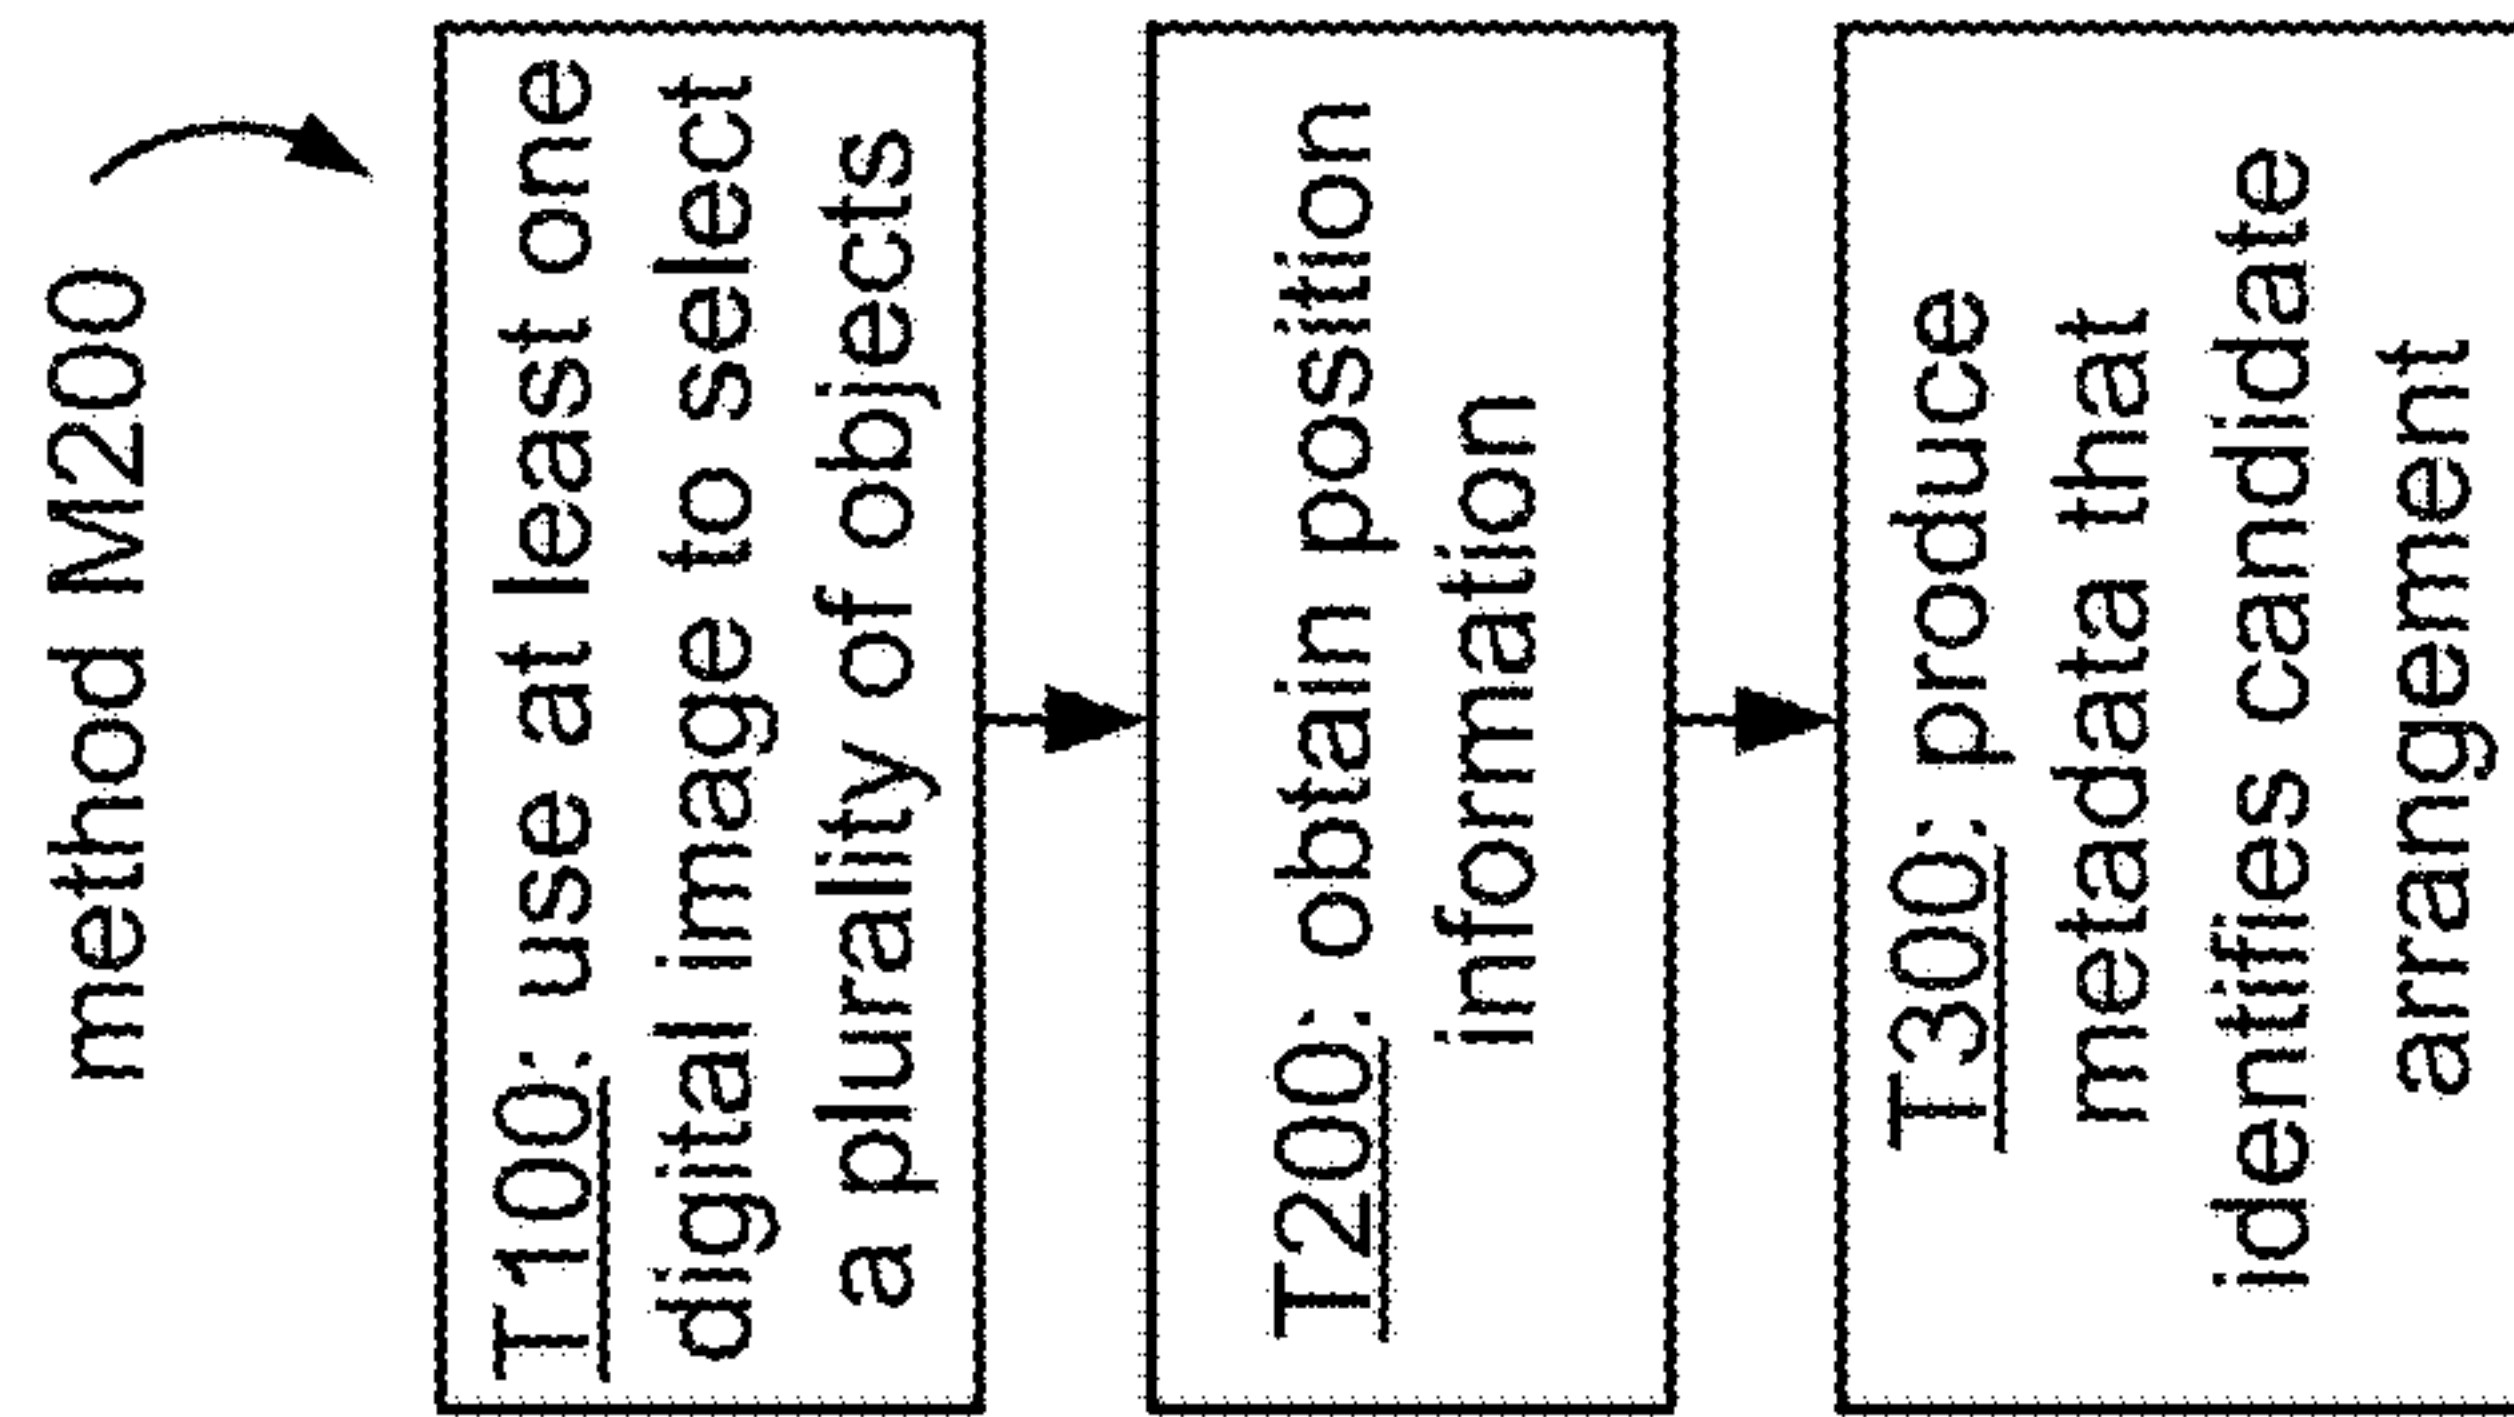 method M200
T100: use at least one
digital image to select
a plurality of objects
T200: obtain position
information
T300: produce
metadata that
identifies candidate
arrangement